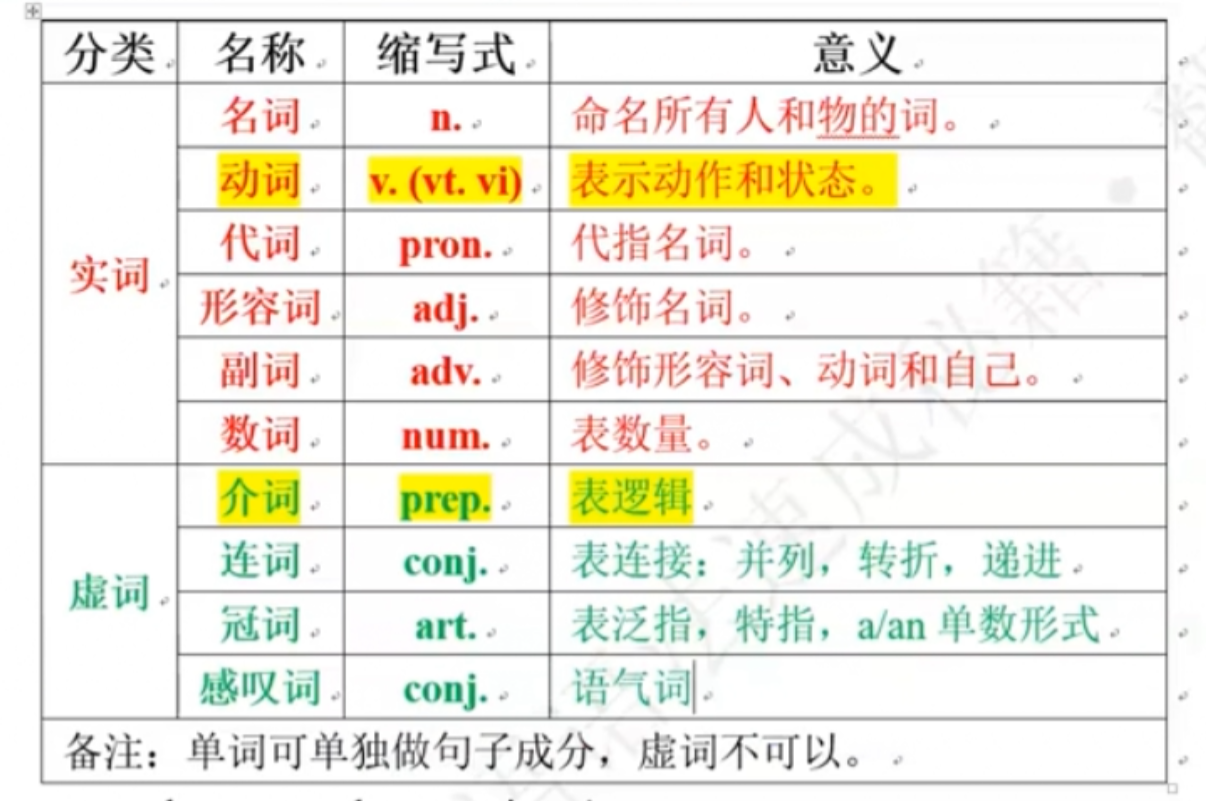 分类 名称 缩写式 意义
实词 名词 n. 命名所有人和物的词。
动词 v. (vt. vi) 表示动作和状态。
代词 pron. 代指名词。
形容词 adj. 修饰名词。
副词 adv. 修饰形容词、动词和自己。
数词 num. 表数量。
虚词 介词 prep. 表逻辑
连词 conj. 表连接：并列，转折，递进
冠词 art. 表泛指，特指，a/an 单数形式
感叹词 conj. 语气词
备注：单词可单独做句子成分，虚词不可以。
速成秘籍